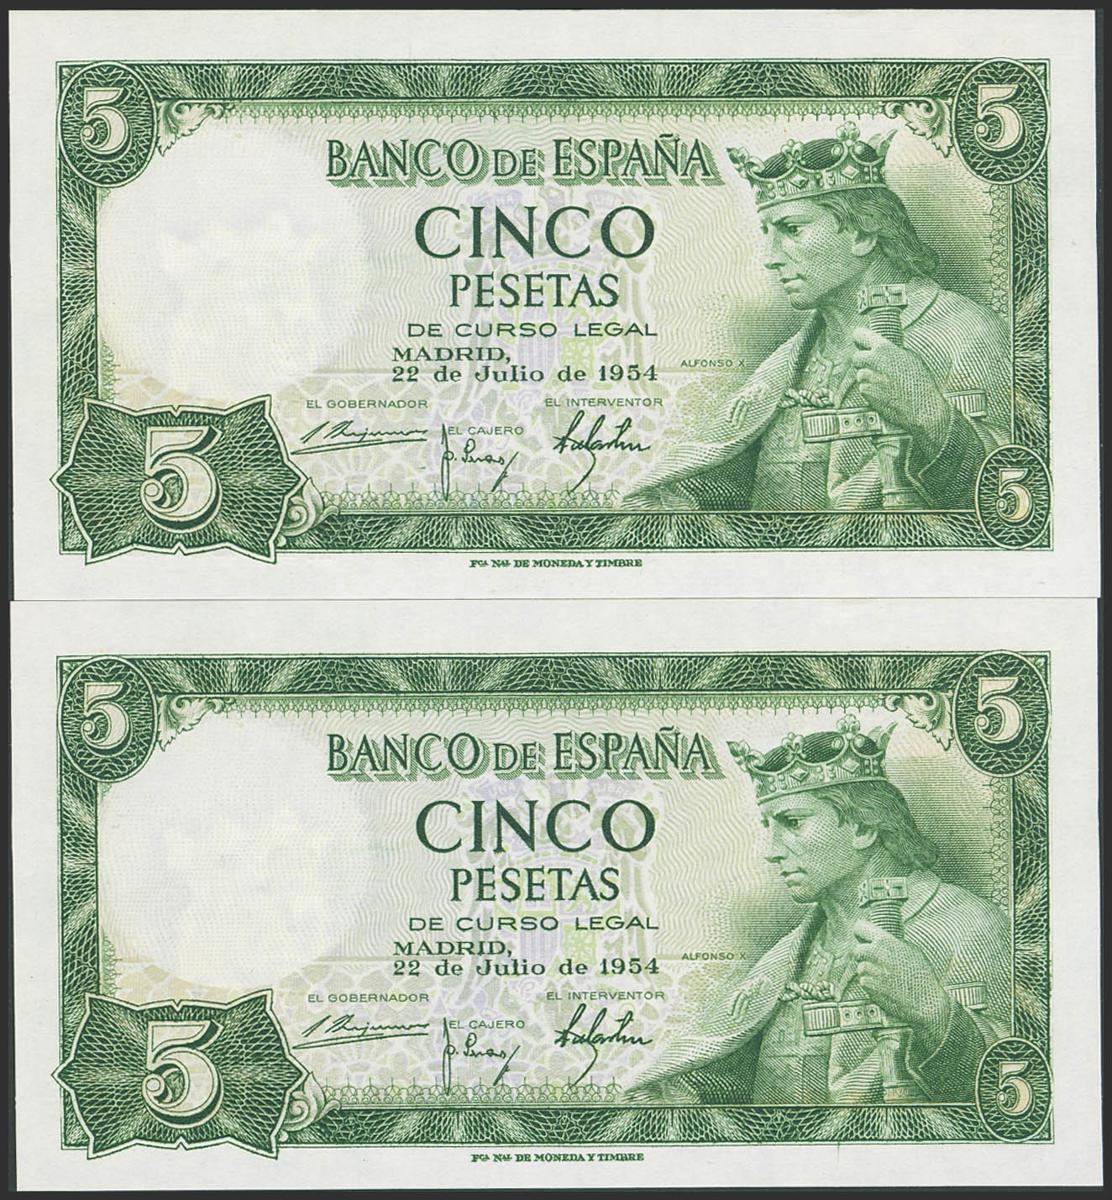 5 5
BANCO DE ESPAÑA
CINCO
PESETAS
DE CURSO LEGAL
MADRID,
22 de Julio de 1954
ALFONSO X
EL GOBERNADOR EL INTERVENTOR
EL CAJERO
5 5
FCA NAL DE MONEDA Y TIMBRE
5 5
BANCO DE ESPAÑA
CINCO
PESETAS
DE CURSO LEGAL
MADRID,
22 de Julio de 1954
ALFONSO X
EL GOBERNADOR EL INTERVENTOR
EL CAJERO
5 5
FCA NAL DE MONEDA Y TIMBRE